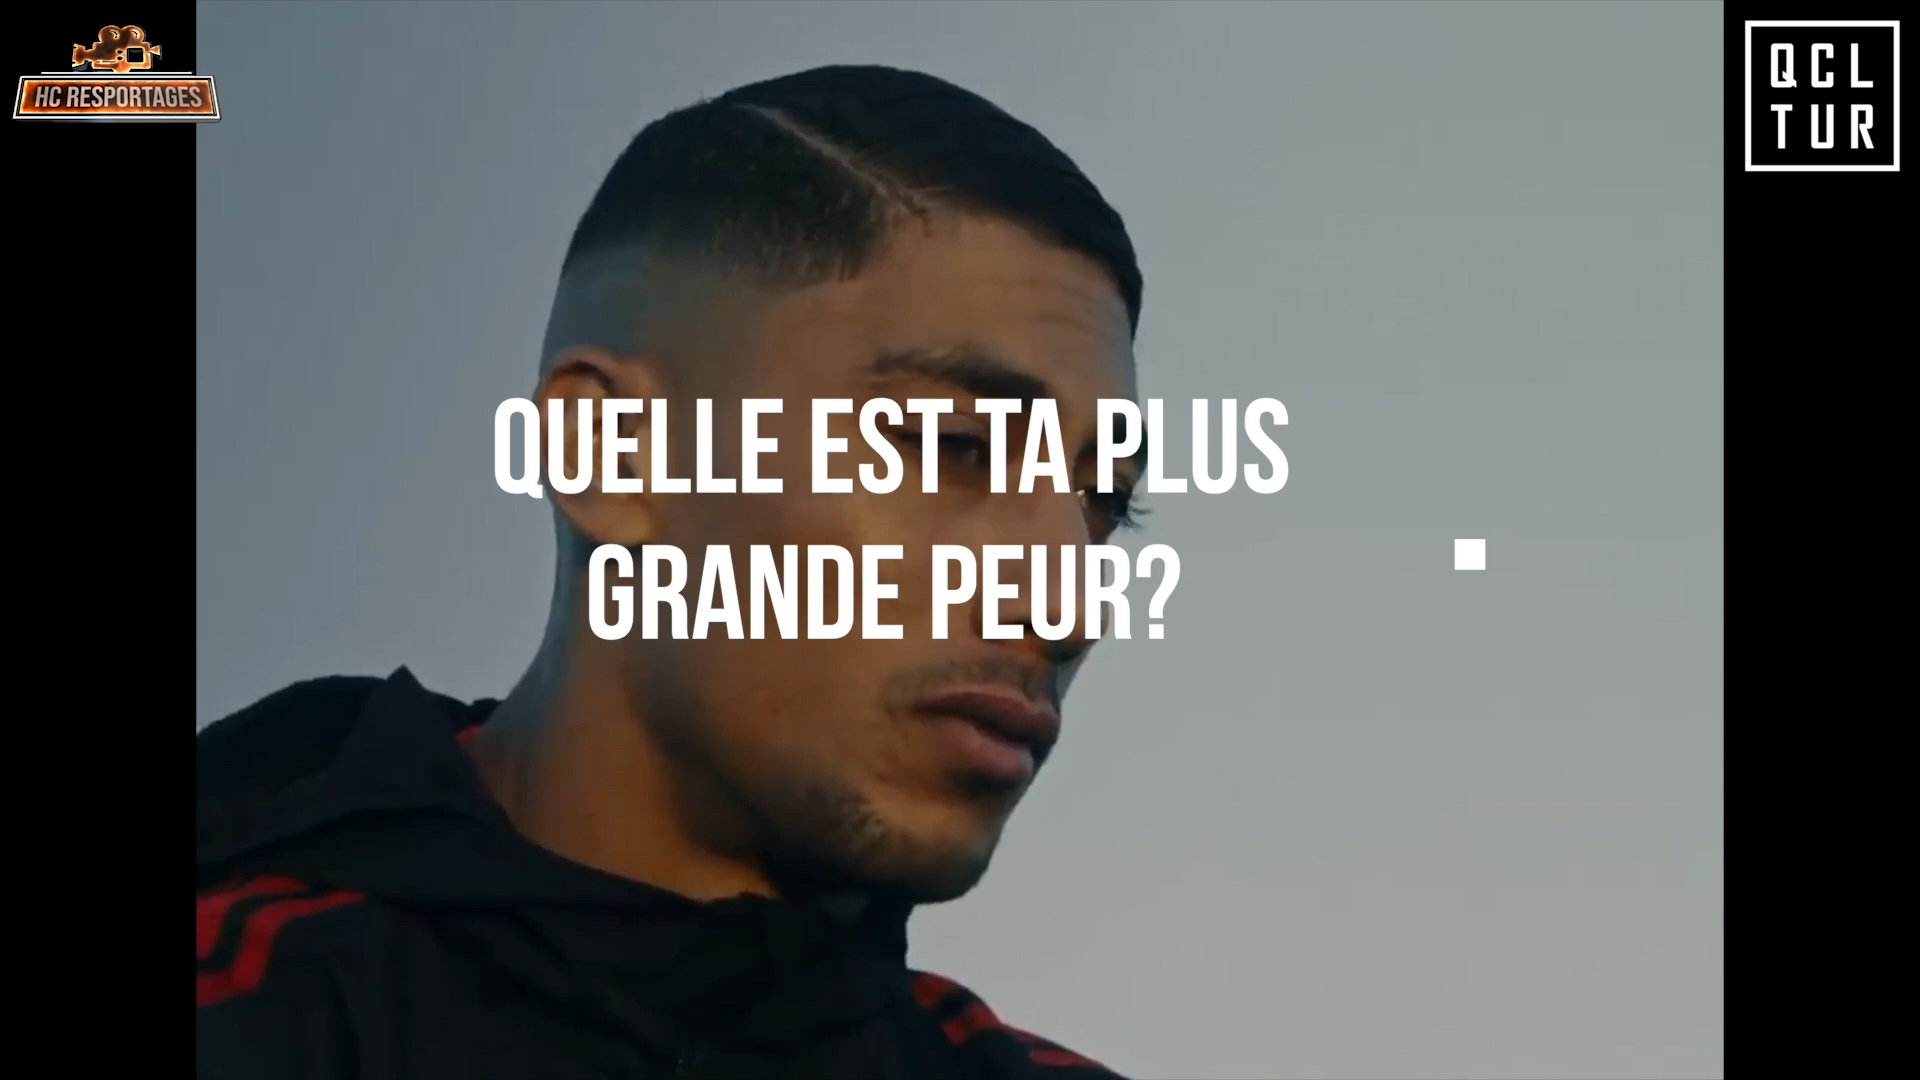 HC RESPORTAGES
QCL
TUR
QUELLE EST TA PLUS
GRANDE PEUR?